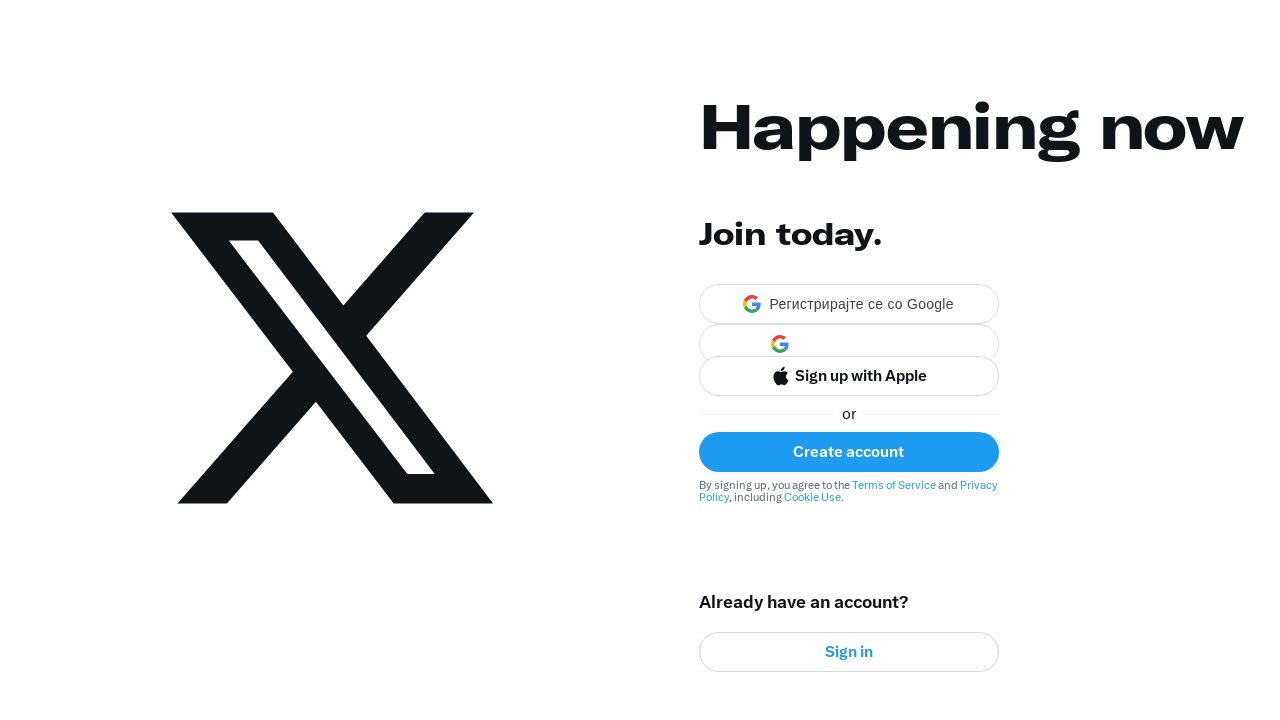 Happening now
Join today.
Регистрирајте се со Google
Sign up with Apple
or
Create account
By signing up, you agree to the Terms of Service and Privacy
Policy, including Cookie Use.
Already have an account?
Sign in